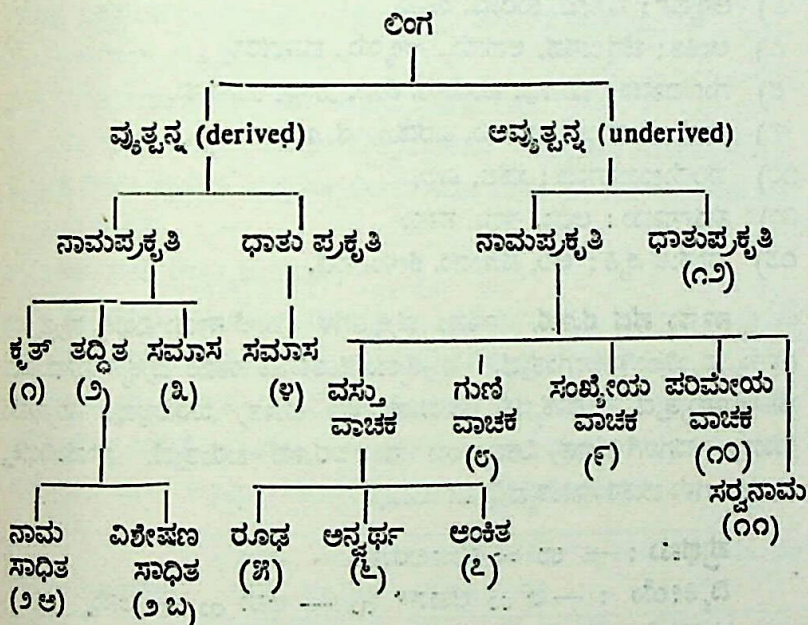 ಲಿಂಗ
ವ್ಯುತ್ಪನ್ನ (derived) ಆವ್ಯುತ್ಪನ್ನ (underived)
ನಾಮಪ್ರಕೃತಿ ಧಾತು ಪ್ರಕೃತಿ ನಾಮಪ್ರಕೃತಿ ಧಾತುಪ್ರಕೃತಿ
(೧೨)
ಕೃತ್ ತದ್ಧಿತ ಸಮಾಸ ಸಮಾಸ
(೧) (೨) (೩) (೪)
ವಸ್ತು ಗುಣಿ ಸಂಖ್ಯೇಯ ಪರಿಮೇಯ
ವಾಚಕ ವಾಚಕ ವಾಚಕ ವಾಚಕ
(೮) (೯) (೧೦)
ಸರ್‍ವನಾಮ
(೧೧)
ನಾಮ ವಿಶೇಷಣ ರೂಢ ಅನ್ವರ್ಥ ಅಂಕಿತ
ಸಾಧಿತ ಸಾಧಿತ (೫) (೬) (೭)
(೨ ಅ) (೨ ಬ)